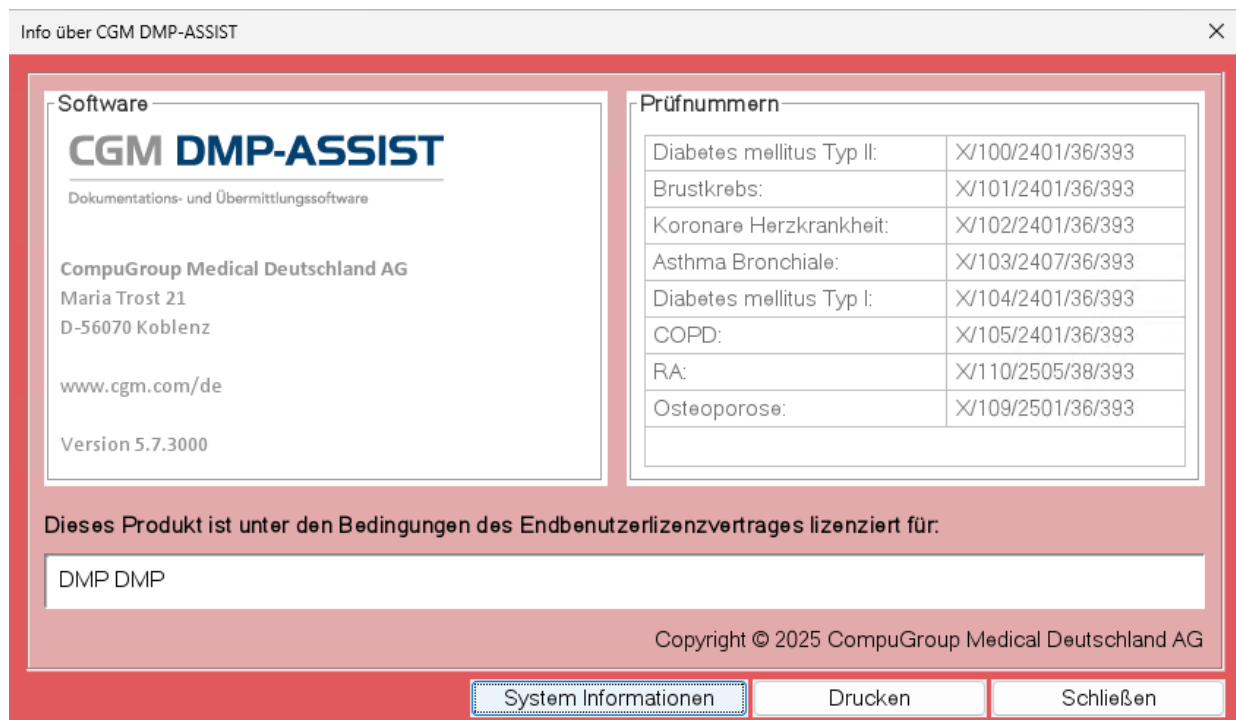 Info über CGM DMP-ASSIST
Software
CGM DMP-ASSIST
Dokumentations- und Übermittlungssoftware
CompuGroup Medical Deutschland AG
Maria Trost 21
D-56070 Koblenz
www.cgm.com/de
Version 5.7.3000
Prüfnummern
Diabetes mellitus Typ II: X/100/2401/36/393
Brustkrebs: X/101/2401/36/393
Koronare Herzkrankheit: X/102/2401/36/393
Asthma Bronchiale: X/103/2407/36/393
Diabetes mellitus Typ I: X/104/2401/36/393
COPD: X/105/2401/36/393
RA: X/110/2505/38/393
Osteoporose: X/109/2501/36/393
Dieses Produkt ist unter den Bedingungen des Endbenutzerlizenzvertrages lizenziert für:
DMP DMP
Copyright © 2025 CompuGroup Medical Deutschland AG
System Informationen
Drucken
Schließen